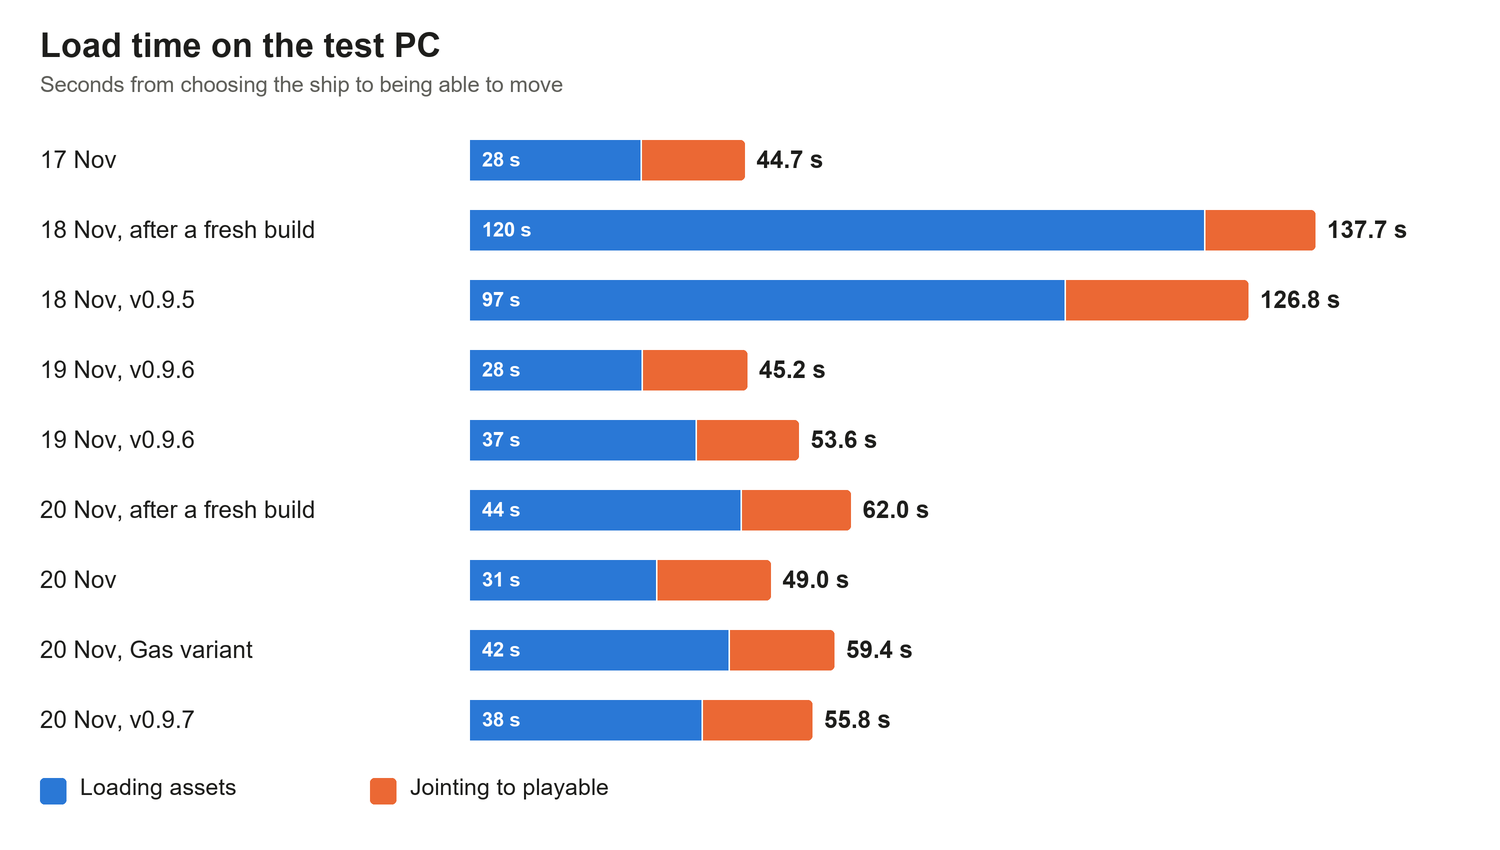 Load time on the test PC
Seconds from choosing the ship to being able to move
17 Nov 28 s 44.7 s
18 Nov, after a fresh build 120 s 137.7 s
18 Nov, v0.9.5 97 s 126.8 s
19 Nov, v0.9.6 28 s 45.2 s
19 Nov, v0.9.6 37 s 53.6 s
20 Nov, after a fresh build 44 s 62.0 s
20 Nov 31 s 49.0 s
20 Nov, Gas variant 42 s 59.4 s
20 Nov, v0.9.7 38 s 55.8 s
Loading assets Jointing to playable